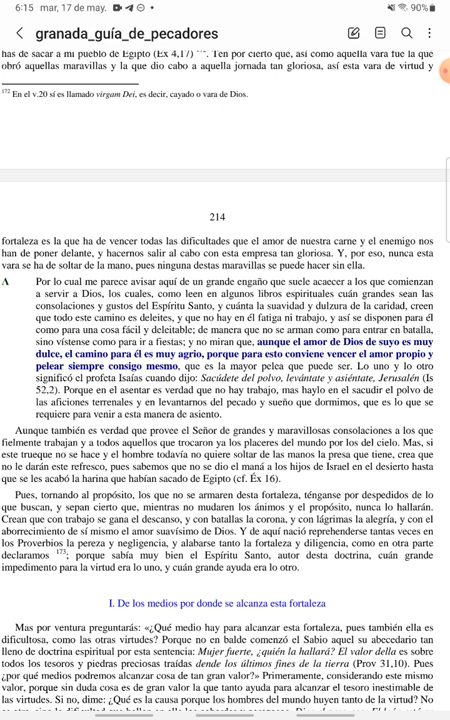 6:15 mar, 17 de may.
90%
granada_guía_de_pecadores
has de sacar a mi pueblo de Egipto (Éx 4,17) ¹⁷². Ten por cierto que, así como aquella vara fue la que
obró aquellas maravillas y la que dio cabo a aquella jornada tan gloriosa, así esta vara de virtud y
¹⁷² En el v.20 sí es llamado virgam Dei, es decir, cayado o vara de Dios.
214
fortaleza es la que ha de vencer todas las dificultades que el amor de nuestra carne y el enemigo nos
han de poner delante, y hacernos salir al cabo con esta empresa tan gloriosa. Y, por eso, nunca esta
vara se ha de soltar de la mano, pues ninguna destas maravillas se puede hacer sin ella.
Λ Por lo cual me parece avisar aquí de un grande engaño que suele acaecer a los que comienzan
a servir a Dios, los cuales, como leen en algunos libros espirituales cuán grandes sean las
consolaciones y gustos del Espíritu Santo, y cuánta la suavidad y dulzura de la caridad, creen
que todo este camino es deleites, y que no hay en él fatiga ni trabajo, y así se disponen para él
como para una cosa fácil y deleitable; de manera que no se arman como para entrar en batalla,
sino vístense como para ir a fiestas; y no miran que, aunque el amor de Dios de suyo es muy
dulce, el camino para él es muy agrio, porque para esto conviene vencer el amor propio y
pelear siempre consigo mesmo, que es la mayor pelea que puede ser. Lo uno y lo otro
significó el profeta Isaías cuando dijo: Sacúdete del polvo, levántate y asiéntate, Jerusalén (Is
52,2). Porque en el asentar es verdad que no hay trabajo, mas haylo en el sacudir el polvo de
las aficiones terrenales y en levantarnos del pecado y sueño que dormimos, que es lo que se
requiere para venir a esta manera de asiento.
Aunque también es verdad que provee el Señor de grandes y maravillosas consolaciones a los que
fielmente trabajan y a todos aquellos que trocaron ya los placeres del mundo por los del cielo. Mas, si
este trueque no se hace y el hombre todavía no quiere soltar de las manos la presa que tiene, crea que
no le darán este refresco, pues sabemos que no se dio el maná a los hijos de Israel en el desierto hasta
que se les acabó la harina que habían sacado de Egipto (cf. Éx 16).
Pues, tornando al propósito, los que no se armaren desta fortaleza, ténganse por despedidos de lo
que buscan, y sepan cierto que, mientras no mudaren los ánimos y el propósito, nunca lo hallarán.
Crean que con trabajo se gana el descanso, y con batallas la corona, y con lágrimas la alegría, y con el
aborrecimiento de sí mismo el amor suavísimo de Dios. Y de aquí nació reprehenderse tantas veces en
los Proverbios la pereza y negligencia, y alabarse tanto la fortaleza y diligencia, como en otra parte
declaramos ¹⁷³; porque sabía muy bien el Espíritu Santo, autor desta doctrina, cuán grande
impedimento para la virtud era lo uno, y cuán grande ayuda era lo otro.
I. De los medios por donde se alcanza esta fortaleza
Mas por ventura preguntarás: «¿Qué medio hay para alcanzar esta fortaleza, pues también ella es
dificultosa, como las otras virtudes? Porque no en balde comenzó el Sabio aquel su abecedario tan
lleno de doctrina espiritual por esta sentencia: Mujer fuerte, ¿quién la hallará? El valor della es sobre
todos los tesoros y piedras preciosas traídas dende los últimos fines de la tierra (Prov 31,10). Pues
¿por qué medios podremos alcanzar cosa de tan gran valor?» Primeramente, considerando este mismo
valor, porque sin duda cosa es de gran valor la que tanto ayuda para alcanzar el tesoro inestimable de
las virtudes. Si no, dime: ¿Qué es la causa porque los hombres del mundo huyen tanto de la virtud? No